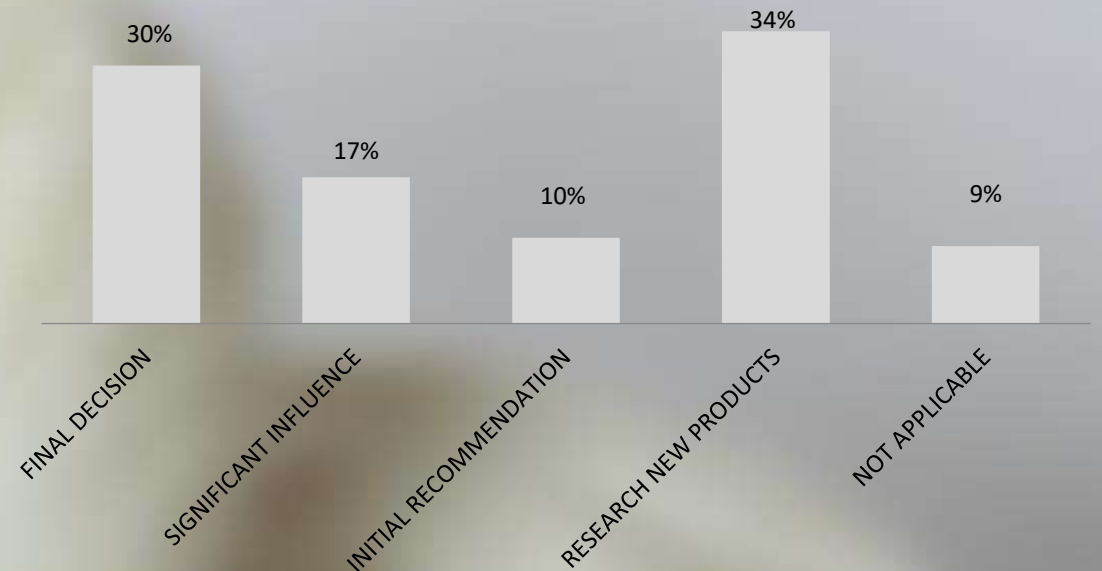 30%
17%
10%
34%
9%
FINAL DECISION
SIGNIFICANT INFLUENCE
INITIAL RECOMMENDATION
RESEARCH NEW PRODUCTS
NOT APPLICABLE